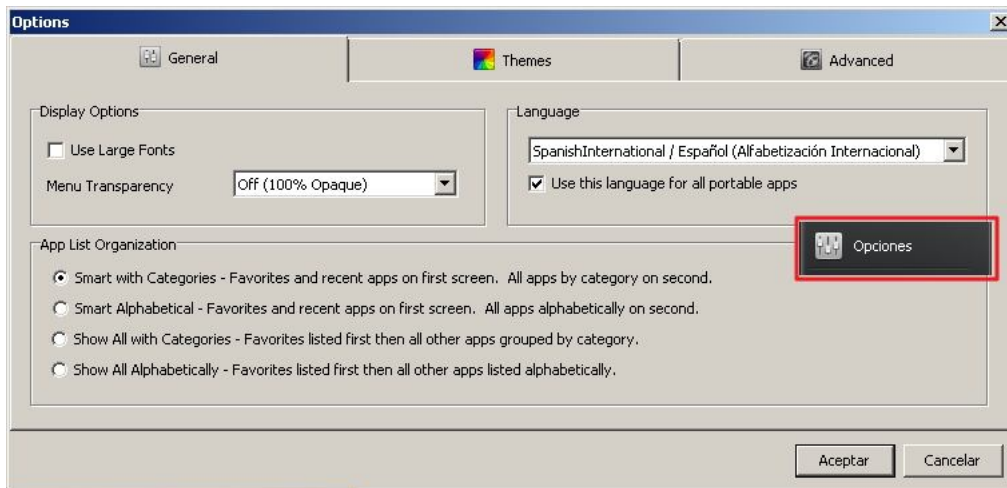 Options
General
Themes
Advanced
Display Options
Use Large Fonts
Menu Transparency
Off (100% Opaque)
Language
SpanishInternational / Español (Alfabetización Internacional)
Use this language for all portable apps
Opciones
App List Organization
Smart with Categories - Favorites and recent apps on first screen. All apps by category on second.
Smart Alphabetical - Favorites and recent apps on first screen. All apps alphabetically on second.
Show All with Categories - Favorites listed first then all other apps grouped by category.
Show All Alphabetically - Favorites listed first then all other apps listed alphabetically.
Aceptar
Cancelar